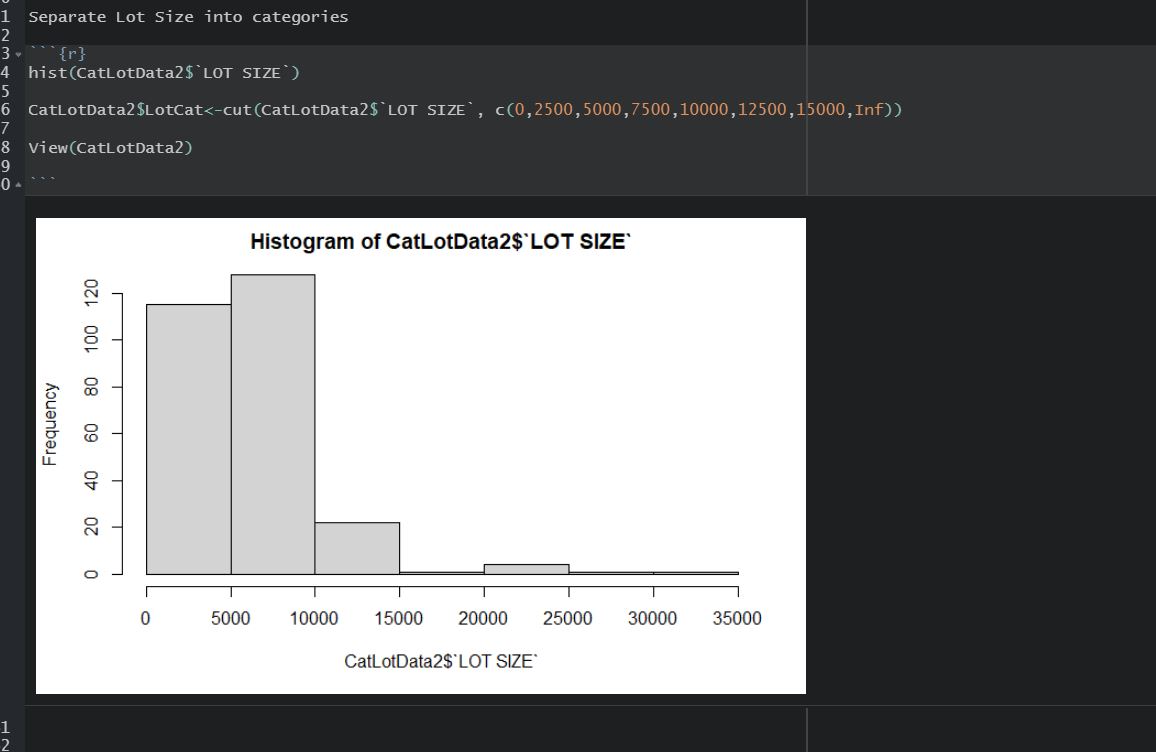 1 Separate Lot Size into categories
2
3 ```{r}
4 hist(CatLotData2$`LOT SIZE`)
5
6 CatLotData2$LotCat<-cut(CatLotData2$`LOT SIZE`, c(0,2500,5000,7500,10000,12500,15000,Inf))
7
8 View(CatLotData2)
9
0 ```
Histogram of CatLotData2$`LOT SIZE`
Frequency
120
100
80
60
40
20
0
0 5000 10000 15000 20000 25000 30000 35000
CatLotData2$`LOT SIZE`
1
2